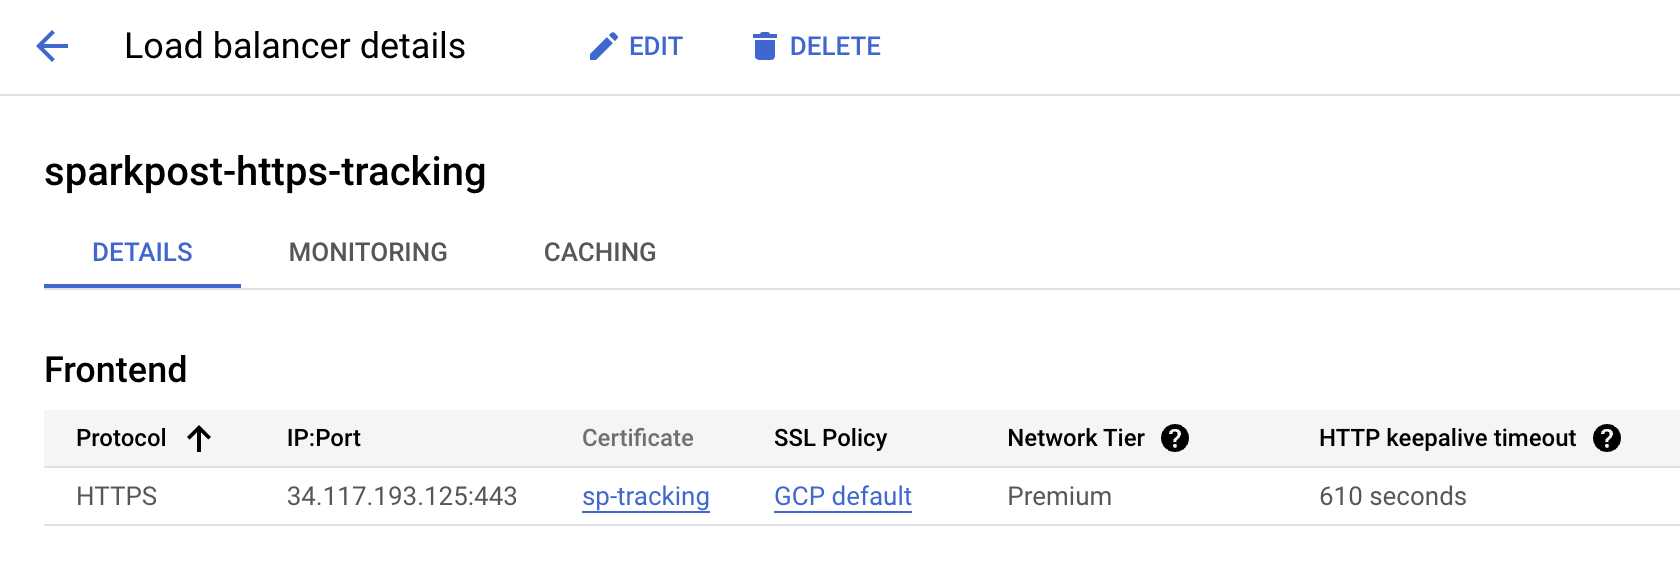 Load balancer details EDIT DELETE
sparkpost-https-tracking
DETAILS MONITORING CACHING
Frontend
Protocol IP:Port Certificate SSL Policy Network Tier ? HTTP keepalive timeout ?
HTTPS 34.117.193.125:443 sp-tracking GCP default Premium 610 seconds